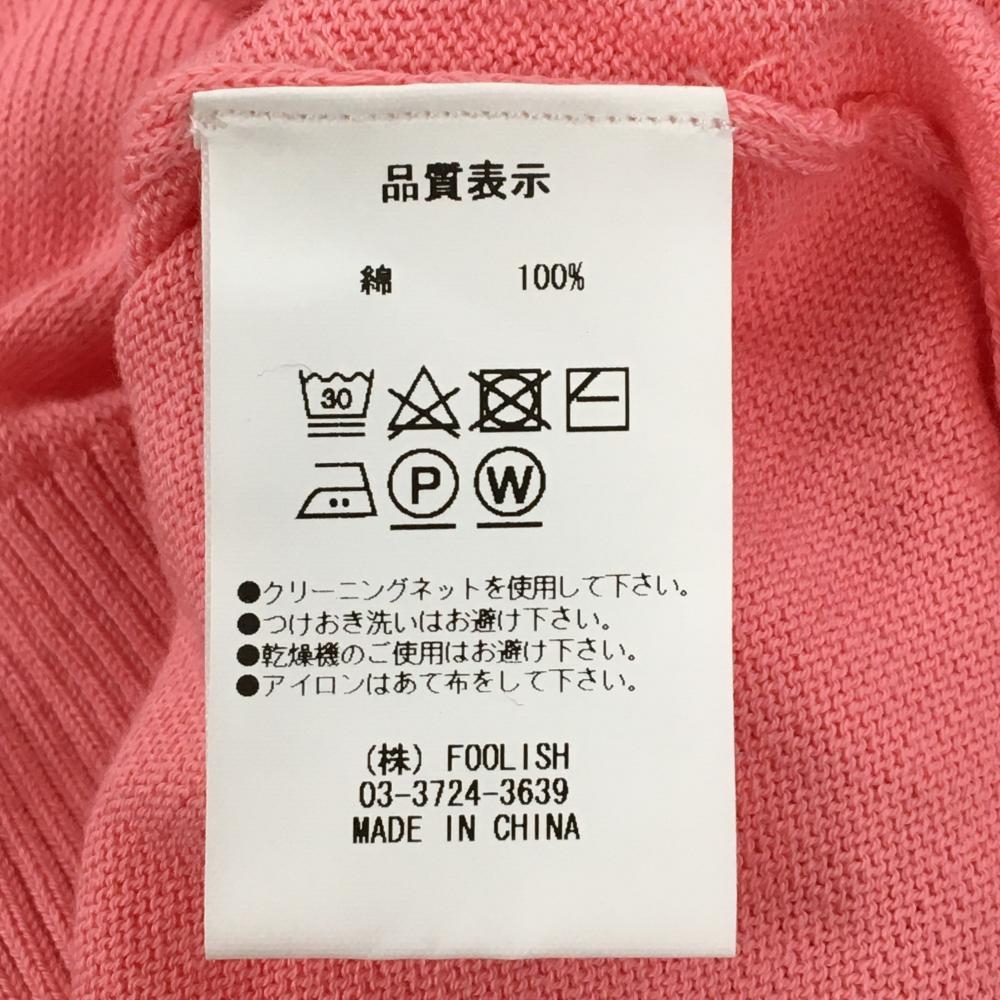 品質表示
綿 100%
30
P W
●クリーニングネットを使用して下さい。
●つけおき洗いはお避け下さい。
●乾燥機のご使用はお避け下さい。
●アイロンはあて布をして下さい。
(株) FOOLISH
03-3724-3639
MADE IN CHINA